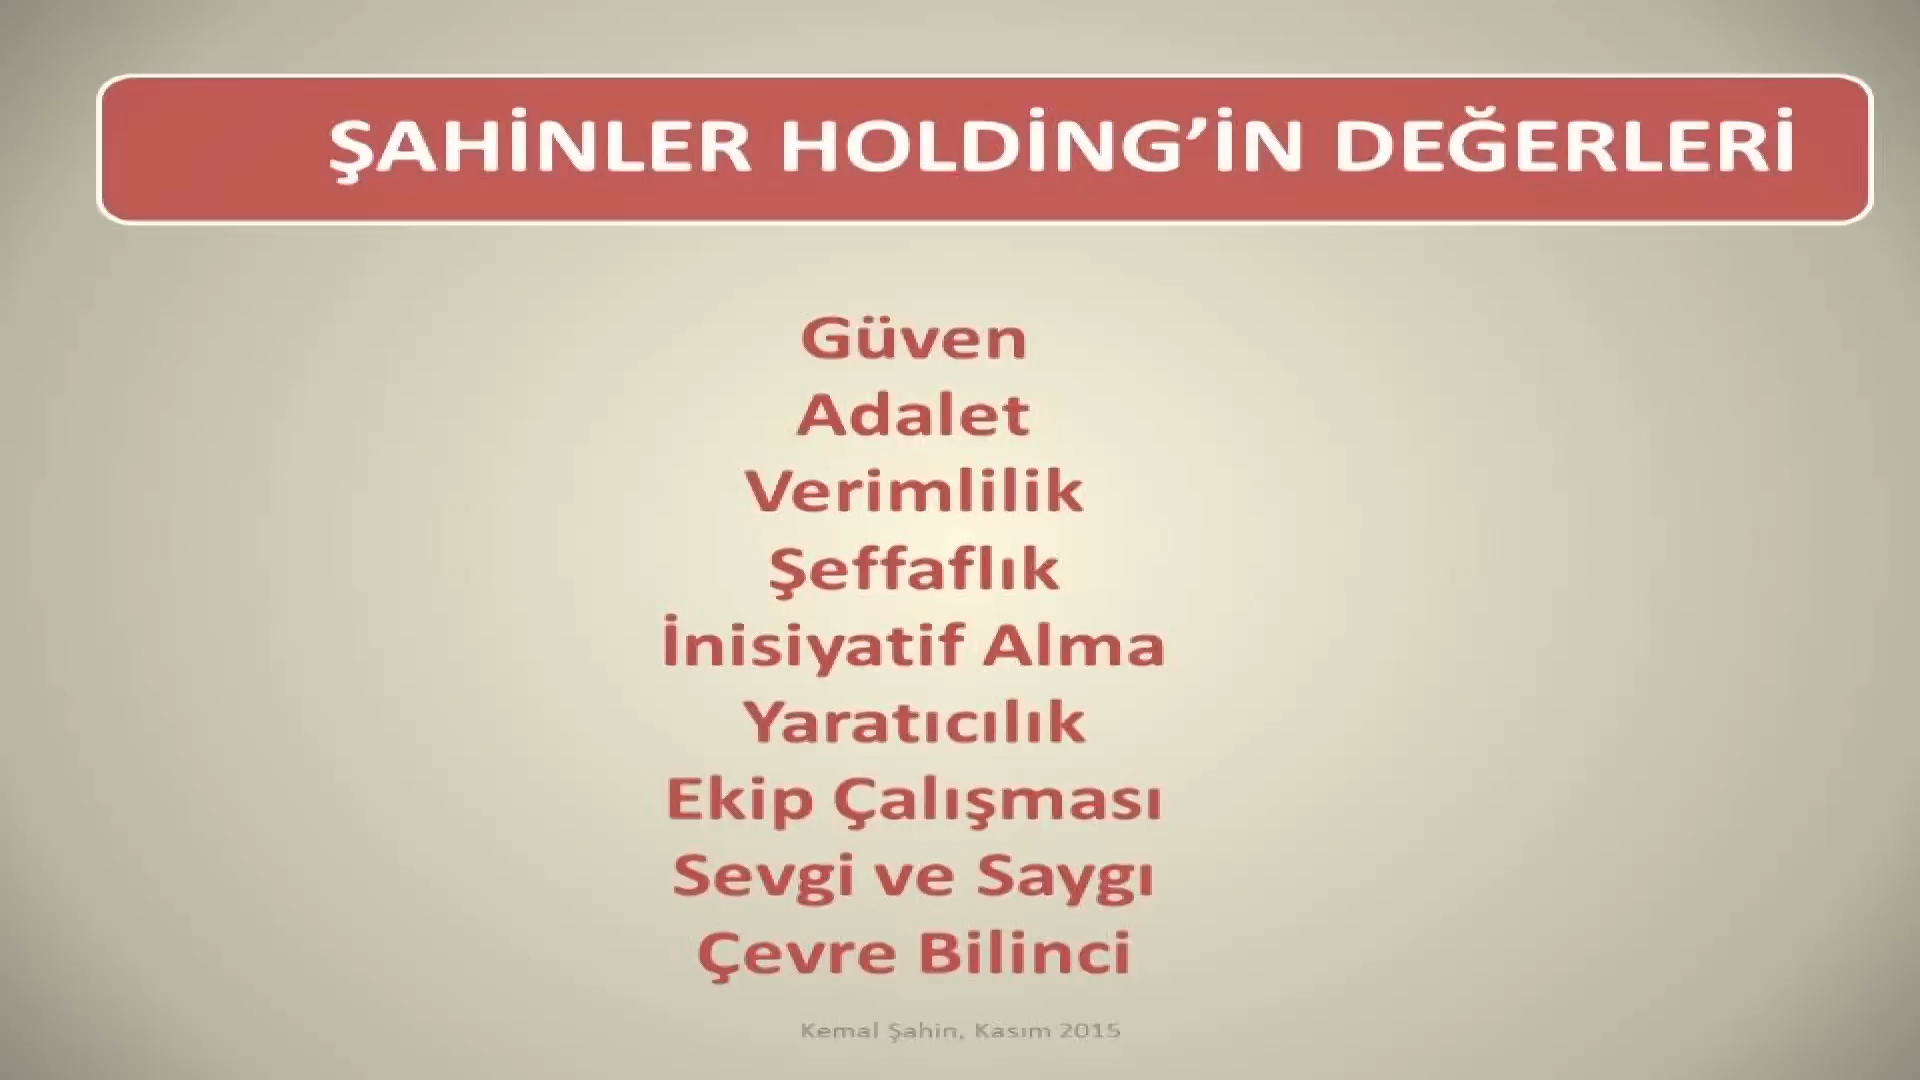 ŞAHİNLER HOLDİNG’İN DEĞERLERİ
Güven
Adalet
Verimlilik
Şeffaflık
İnisiyatif Alma
Yaratıcılık
Ekip Çalışması
Sevgi ve Saygı
Çevre Bilinci
Kemal Şahin, Kasım 2015